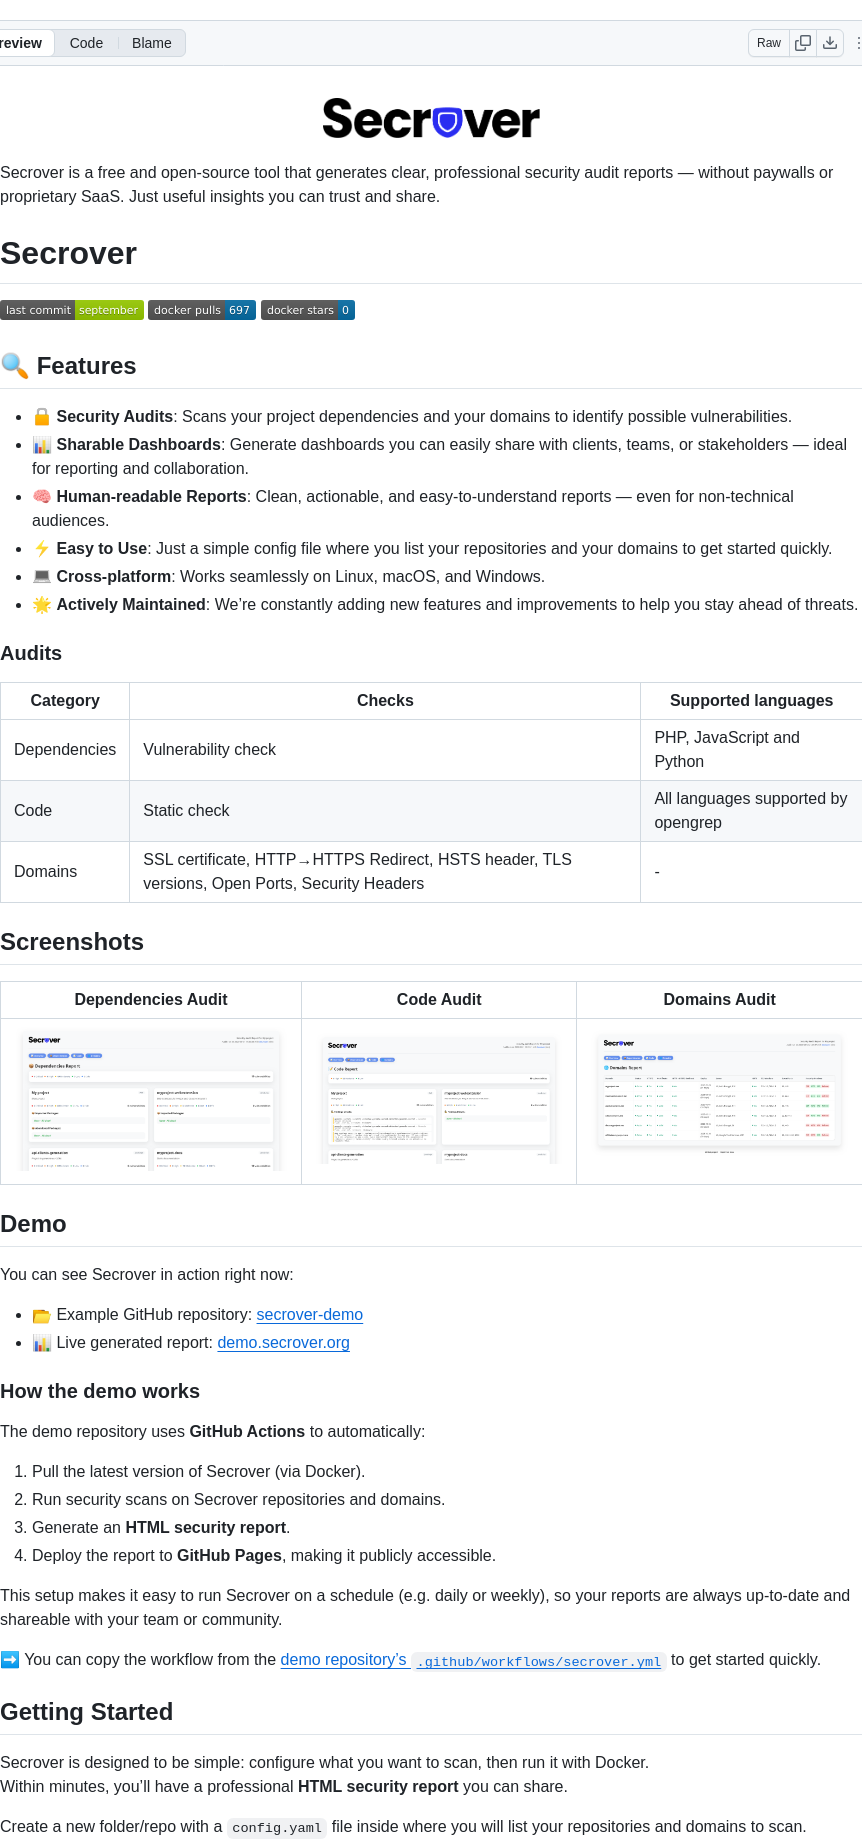 review Code Blame Raw
Secrover
Secrover is a free and open-source tool that generates clear, professional security audit reports — without paywalls or
proprietary SaaS. Just useful insights you can trust and share.
Secrover
last commit september docker pulls 697 docker stars 0
🔍 Features
• 🔒 Security Audits: Scans your project dependencies and your domains to identify possible vulnerabilities.
• 📊 Sharable Dashboards: Generate dashboards you can easily share with clients, teams, or stakeholders — ideal
for reporting and collaboration.
• 🧠 Human-readable Reports: Clean, actionable, and easy-to-understand reports — even for non-technical
audiences.
• ⚡ Easy to Use: Just a simple config file where you list your repositories and your domains to get started quickly.
• 💻 Cross-platform: Works seamlessly on Linux, macOS, and Windows.
• 🌟 Actively Maintained: We’re constantly adding new features and improvements to help you stay ahead of threats.
Audits
Category Checks Supported languages
Dependencies Vulnerability check PHP, JavaScript and
Python
Code Static check All languages supported by
opengrep
Domains SSL certificate, HTTP→HTTPS Redirect, HSTS header, TLS
versions, Open Ports, Security Headers -
Screenshots
Dependencies Audit Code Audit Domains Audit
Secrover Secrover Secrover
Dependencies Report Code Report Domains Report
Demo
You can see Secrover in action right now:
• 📂 Example GitHub repository: secrover-demo
• 📊 Live generated report: demo.secrover.org
How the demo works
The demo repository uses GitHub Actions to automatically:
1. Pull the latest version of Secrover (via Docker).
2. Run security scans on Secrover repositories and domains.
3. Generate an HTML security report.
4. Deploy the report to GitHub Pages, making it publicly accessible.
This setup makes it easy to run Secrover on a schedule (e.g. daily or weekly), so your reports are always up-to-date and
shareable with your team or community.
➡️ You can copy the workflow from the demo repository’s .github/workflows/secrover.yml to get started quickly.
Getting Started
Secrover is designed to be simple: configure what you want to scan, then run it with Docker.
Within minutes, you’ll have a professional HTML security report you can share.
Create a new folder/repo with a config.yaml file inside where you will list your repositories and domains to scan.